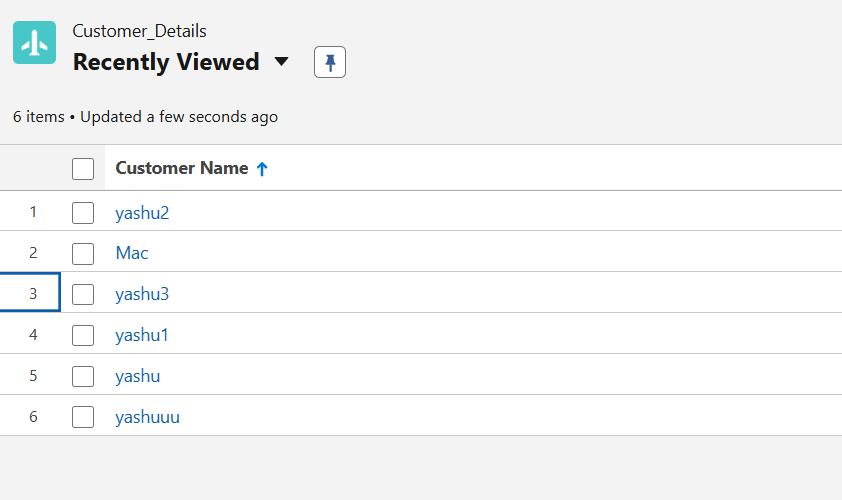 Customer_Details
Recently Viewed
6 items • Updated a few seconds ago
Customer Name
1 yashu2
2 Mac
3 yashu3
4 yashu1
5 yashu
6 yashuuu